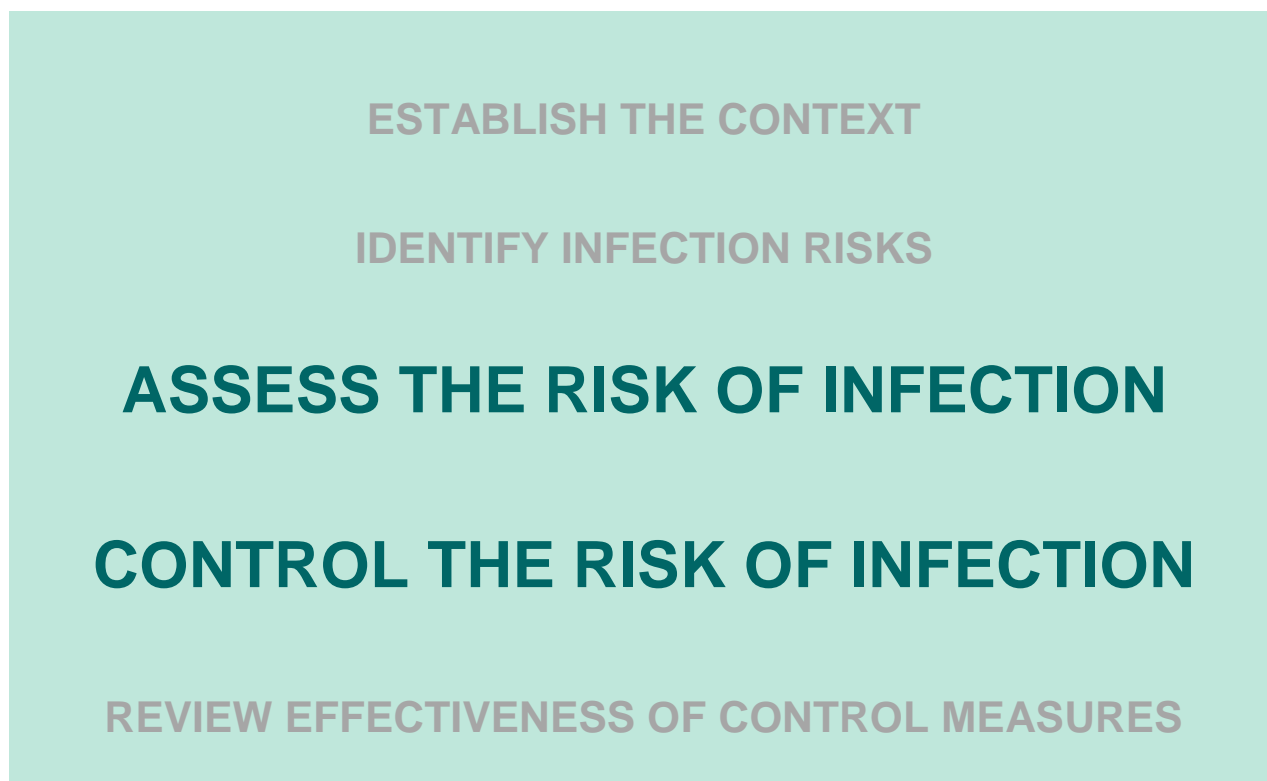 ESTABLISH THE CONTEXT
IDENTIFY INFECTION RISKS
ASSESS THE RISK OF INFECTION
CONTROL THE RISK OF INFECTION
REVIEW EFFECTIVENESS OF CONTROL MEASURES